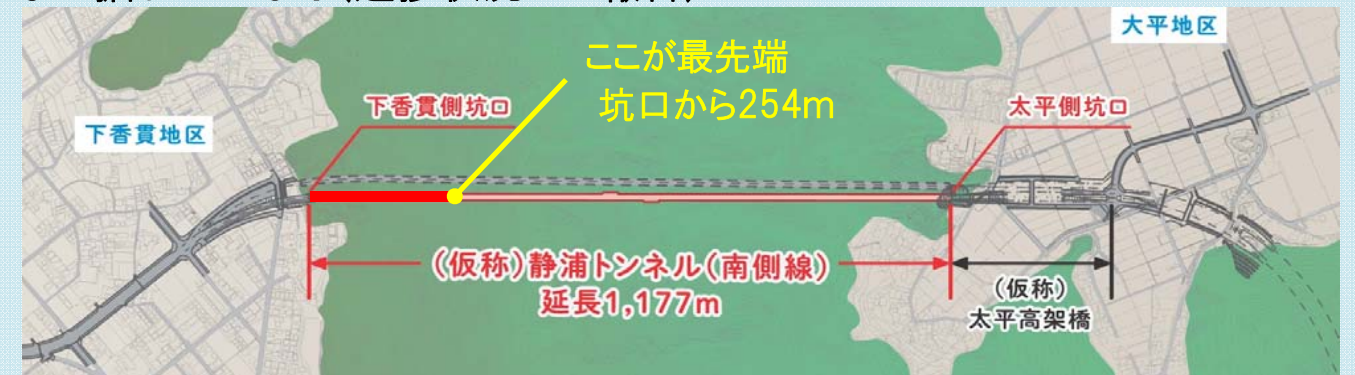 大平地区
ここが最先端
坑口から254m
下香貫側坑口
太平側坑口
下香貫地区
(仮称)静浦トンネル(南側線)
延長1,177m
(仮称)
太平高架橋